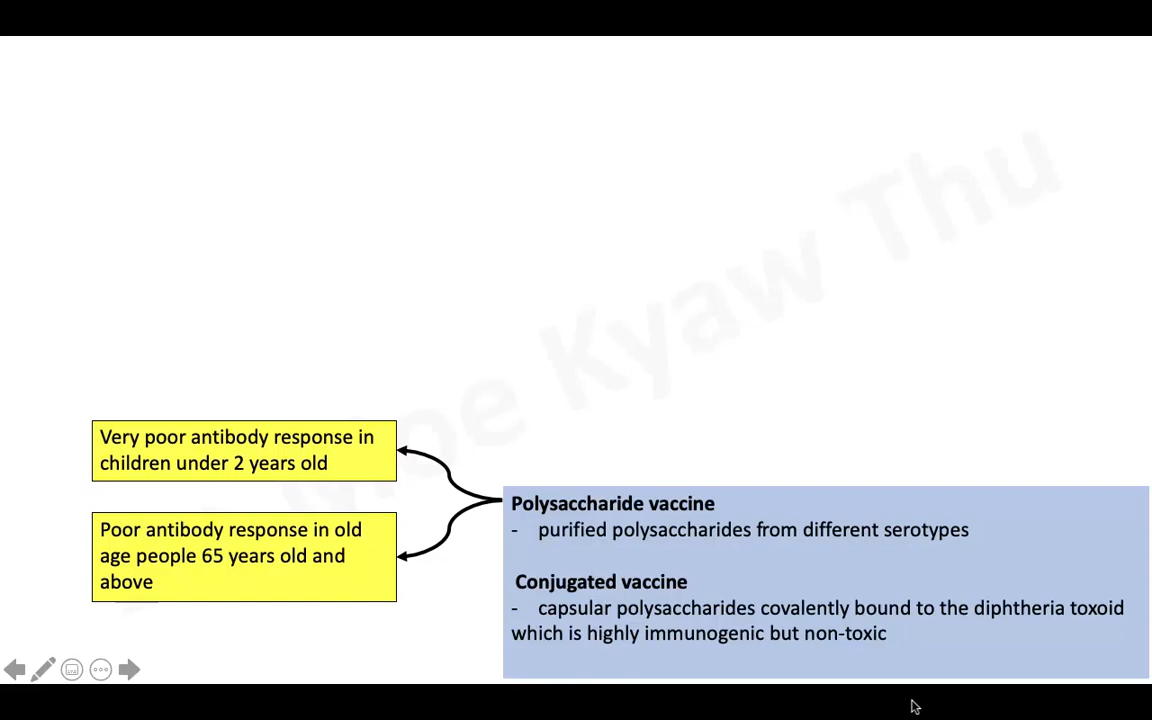 Moe Kyaw Thu
Very poor antibody response in
children under 2 years old
Poor antibody response in old
age people 65 years old and
above
Polysaccharide vaccine
- purified polysaccharides from different serotypes
Conjugated vaccine
- capsular polysaccharides covalently bound to the diphtheria toxoid
which is highly immunogenic but non-toxic